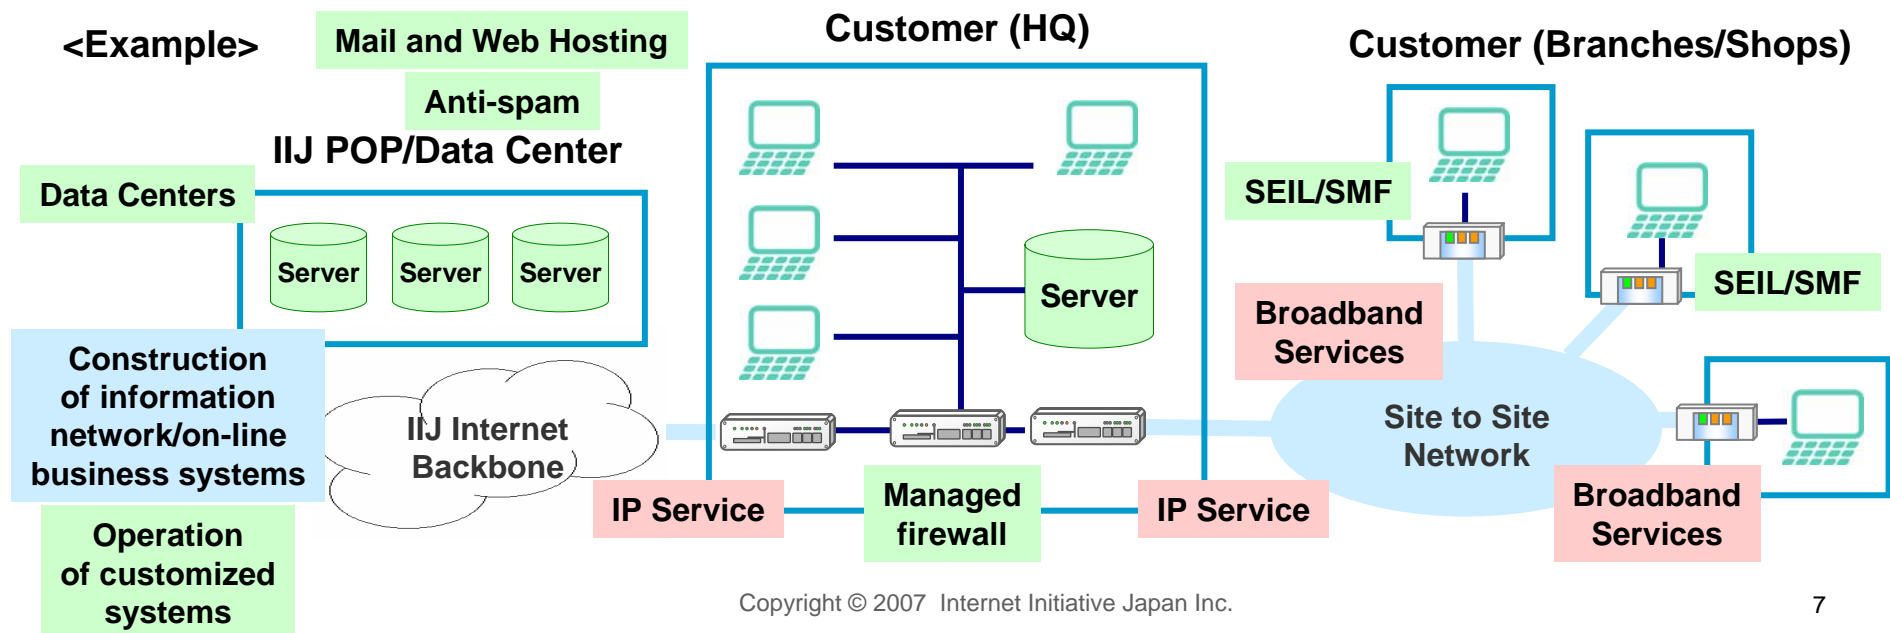 <Example>
Mail and Web Hosting
Anti-spam
IIJ POP/Data Center
Data Centers
Server
Server
Server
Construction
of information
network/on-line
business systems
Operation
of customized
systems
IIJ Internet
Backbone
Customer (HQ)
Server
IP Service
Managed
firewall
IP Service
Customer (Branches/Shops)
SEIL/SMF
SEIL/SMF
Broadband
Services
Site to Site
Network
Broadband
Services
Copyright © 2007 Internet Initiative Japan Inc.
7